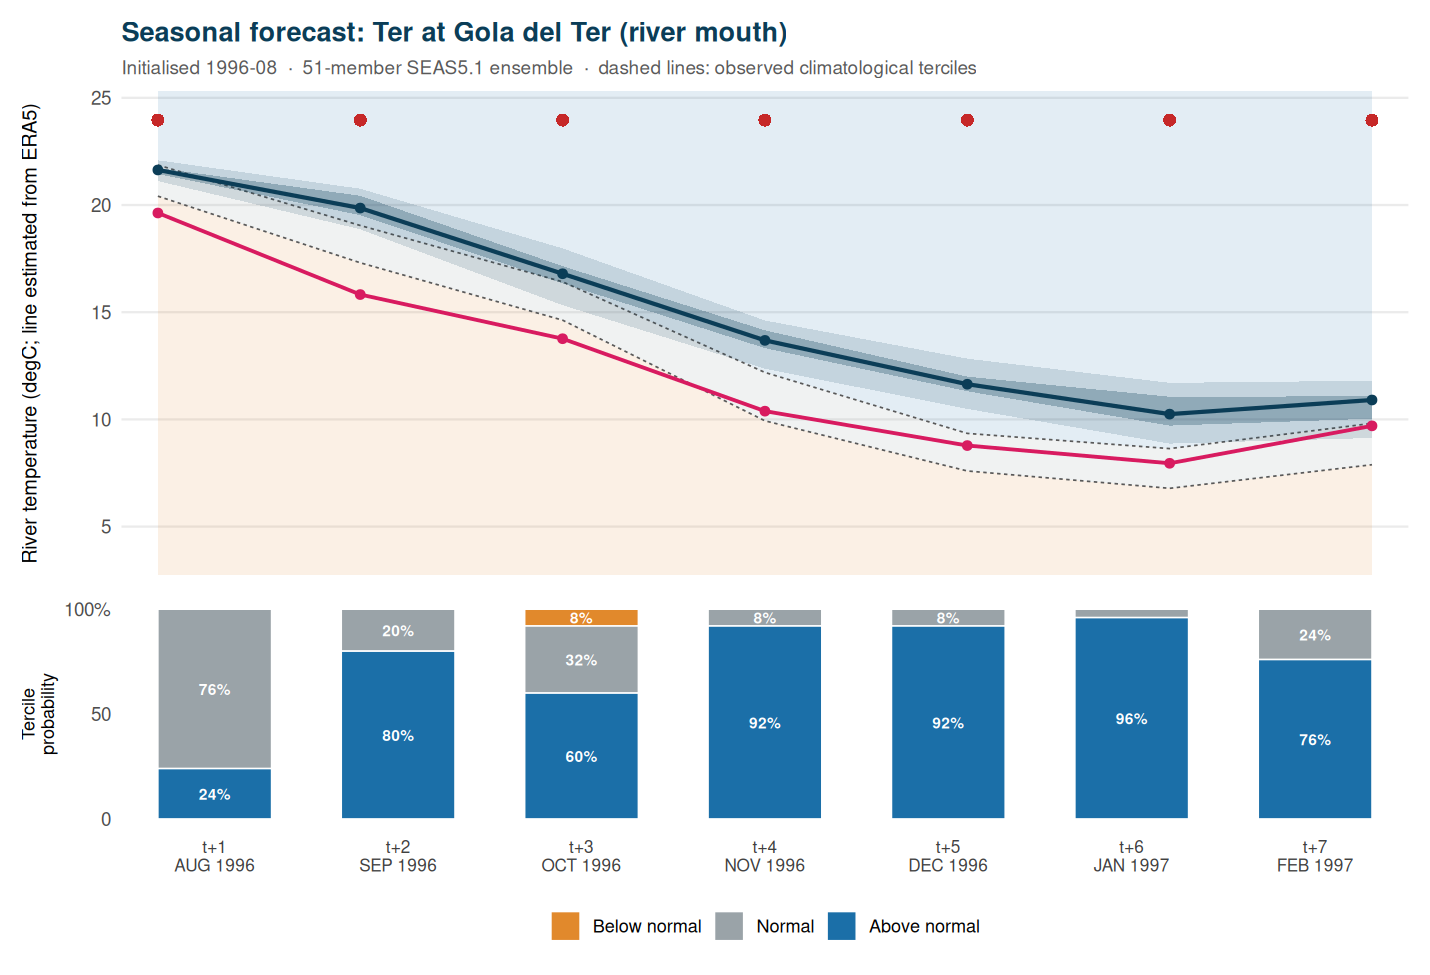 Seasonal forecast: Ter at Gola del Ter (river mouth)
Initialised 1996-08 · 51-member SEAS5.1 ensemble · dashed lines: observed climatological terciles
River temperature (degC; line estimated from ERA5)
25
20
15
10
5
Tercile
probability
100%
50
0
76%
24%
20%
80%
8%
32%
60%
8%
92%
8%
92%
96%
24%
76%
t+1
AUG 1996
t+2
SEP 1996
t+3
OCT 1996
t+4
NOV 1996
t+5
DEC 1996
t+6
JAN 1997
t+7
FEB 1997
Below normal
Normal
Above normal